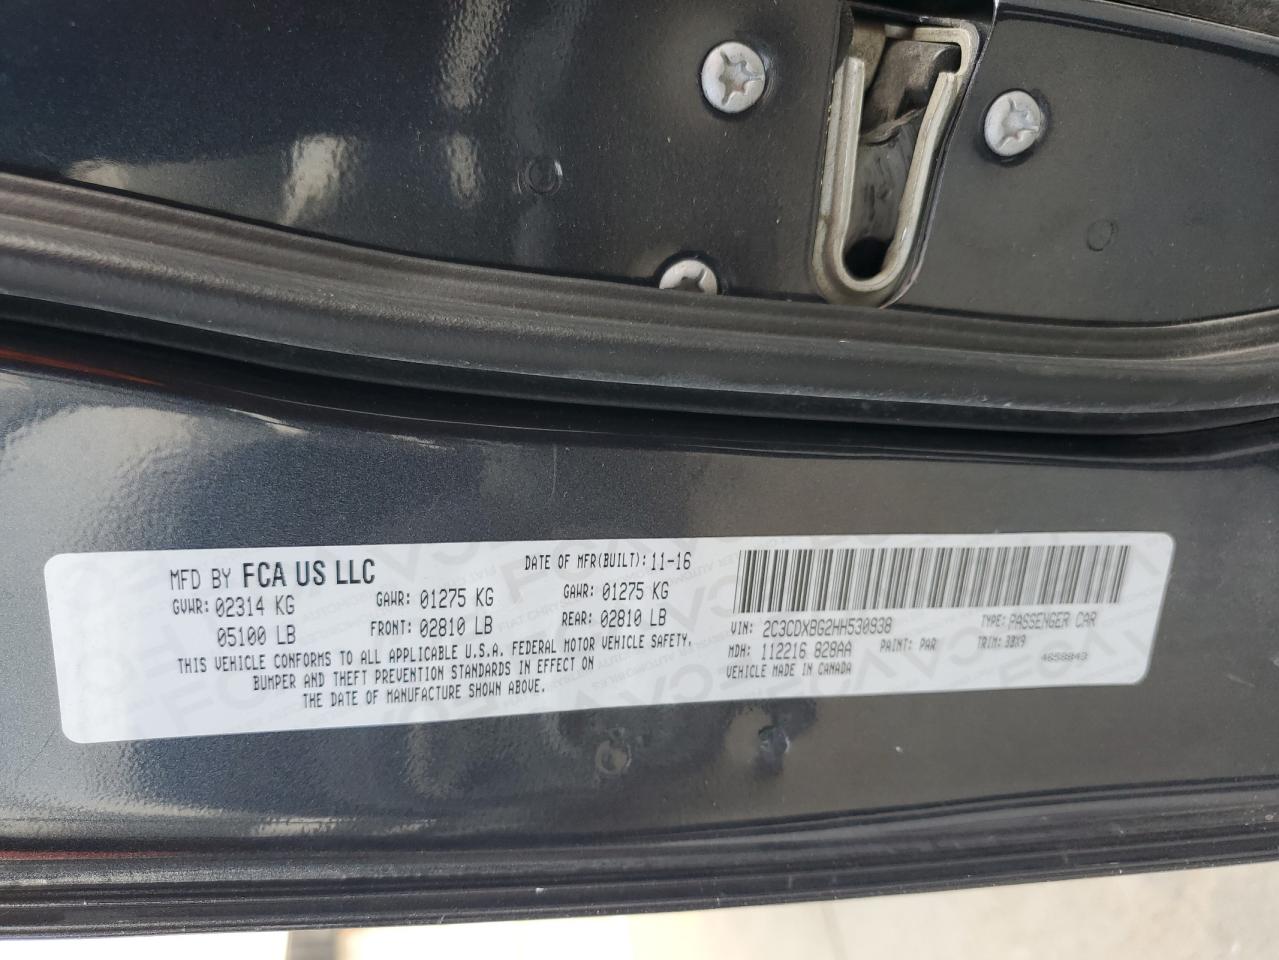 MFD BY FCA US LLC
DATE OF MFR(BUILT): 11-16
GVWR: 02314 KG
GAWR: 01275 KG
GAWR: 01275 KG
05100 LB
FRONT: 02810 LB
REAR: 02810 LB
THIS VEHICLE CONFORMS TO ALL APPLICABLE U.S.A. FEDERAL MOTOR VEHICLE SAFETY,
BUMPER AND THEFT PREVENTION STANDARDS IN EFFECT ON
THE DATE OF MANUFACTURE SHOWN ABOVE.
VIN: 2C3CDXBG2HH530938
TYPE: PASSENGER CAR
MDH: 112216 828AA
PAINT: PAR
TRIM: JBX9
VEHICLE MADE IN CANADA
4658843